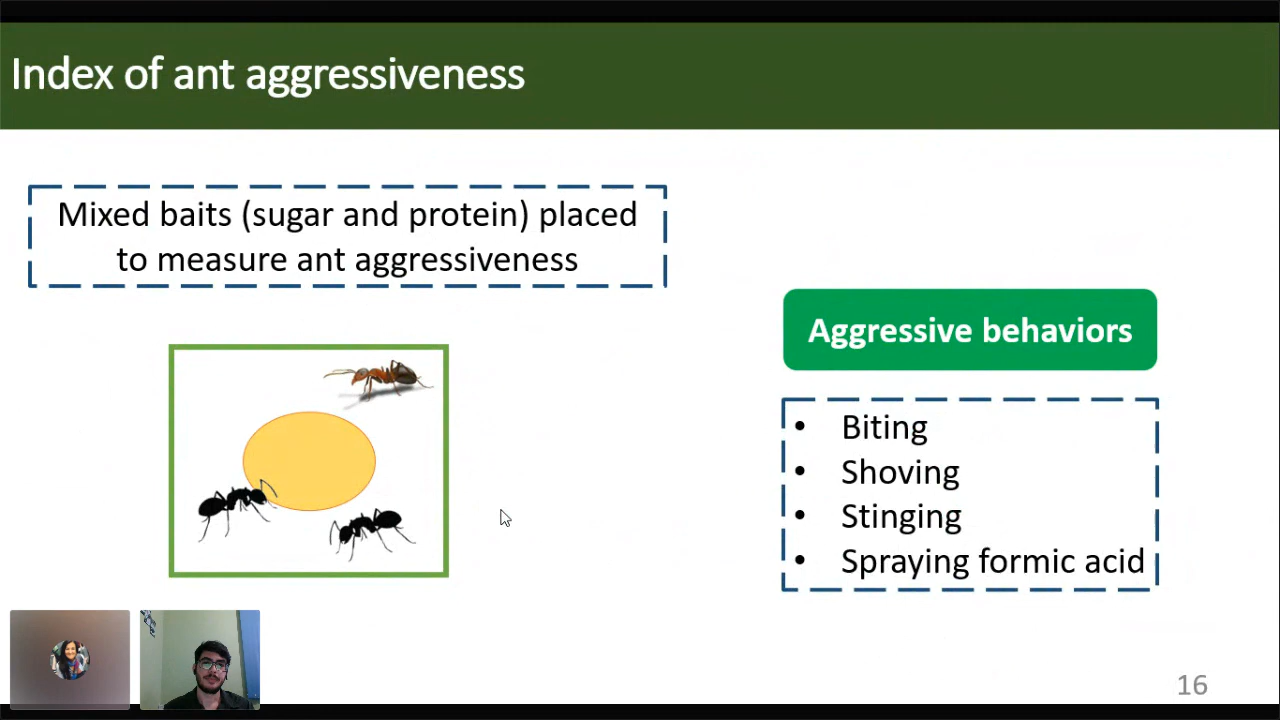 Index of ant aggressiveness
Mixed baits (sugar and protein) placed
to measure ant aggressiveness
Aggressive behaviors
• Biting
• Shoving
• Stinging
• Spraying formic acid
16